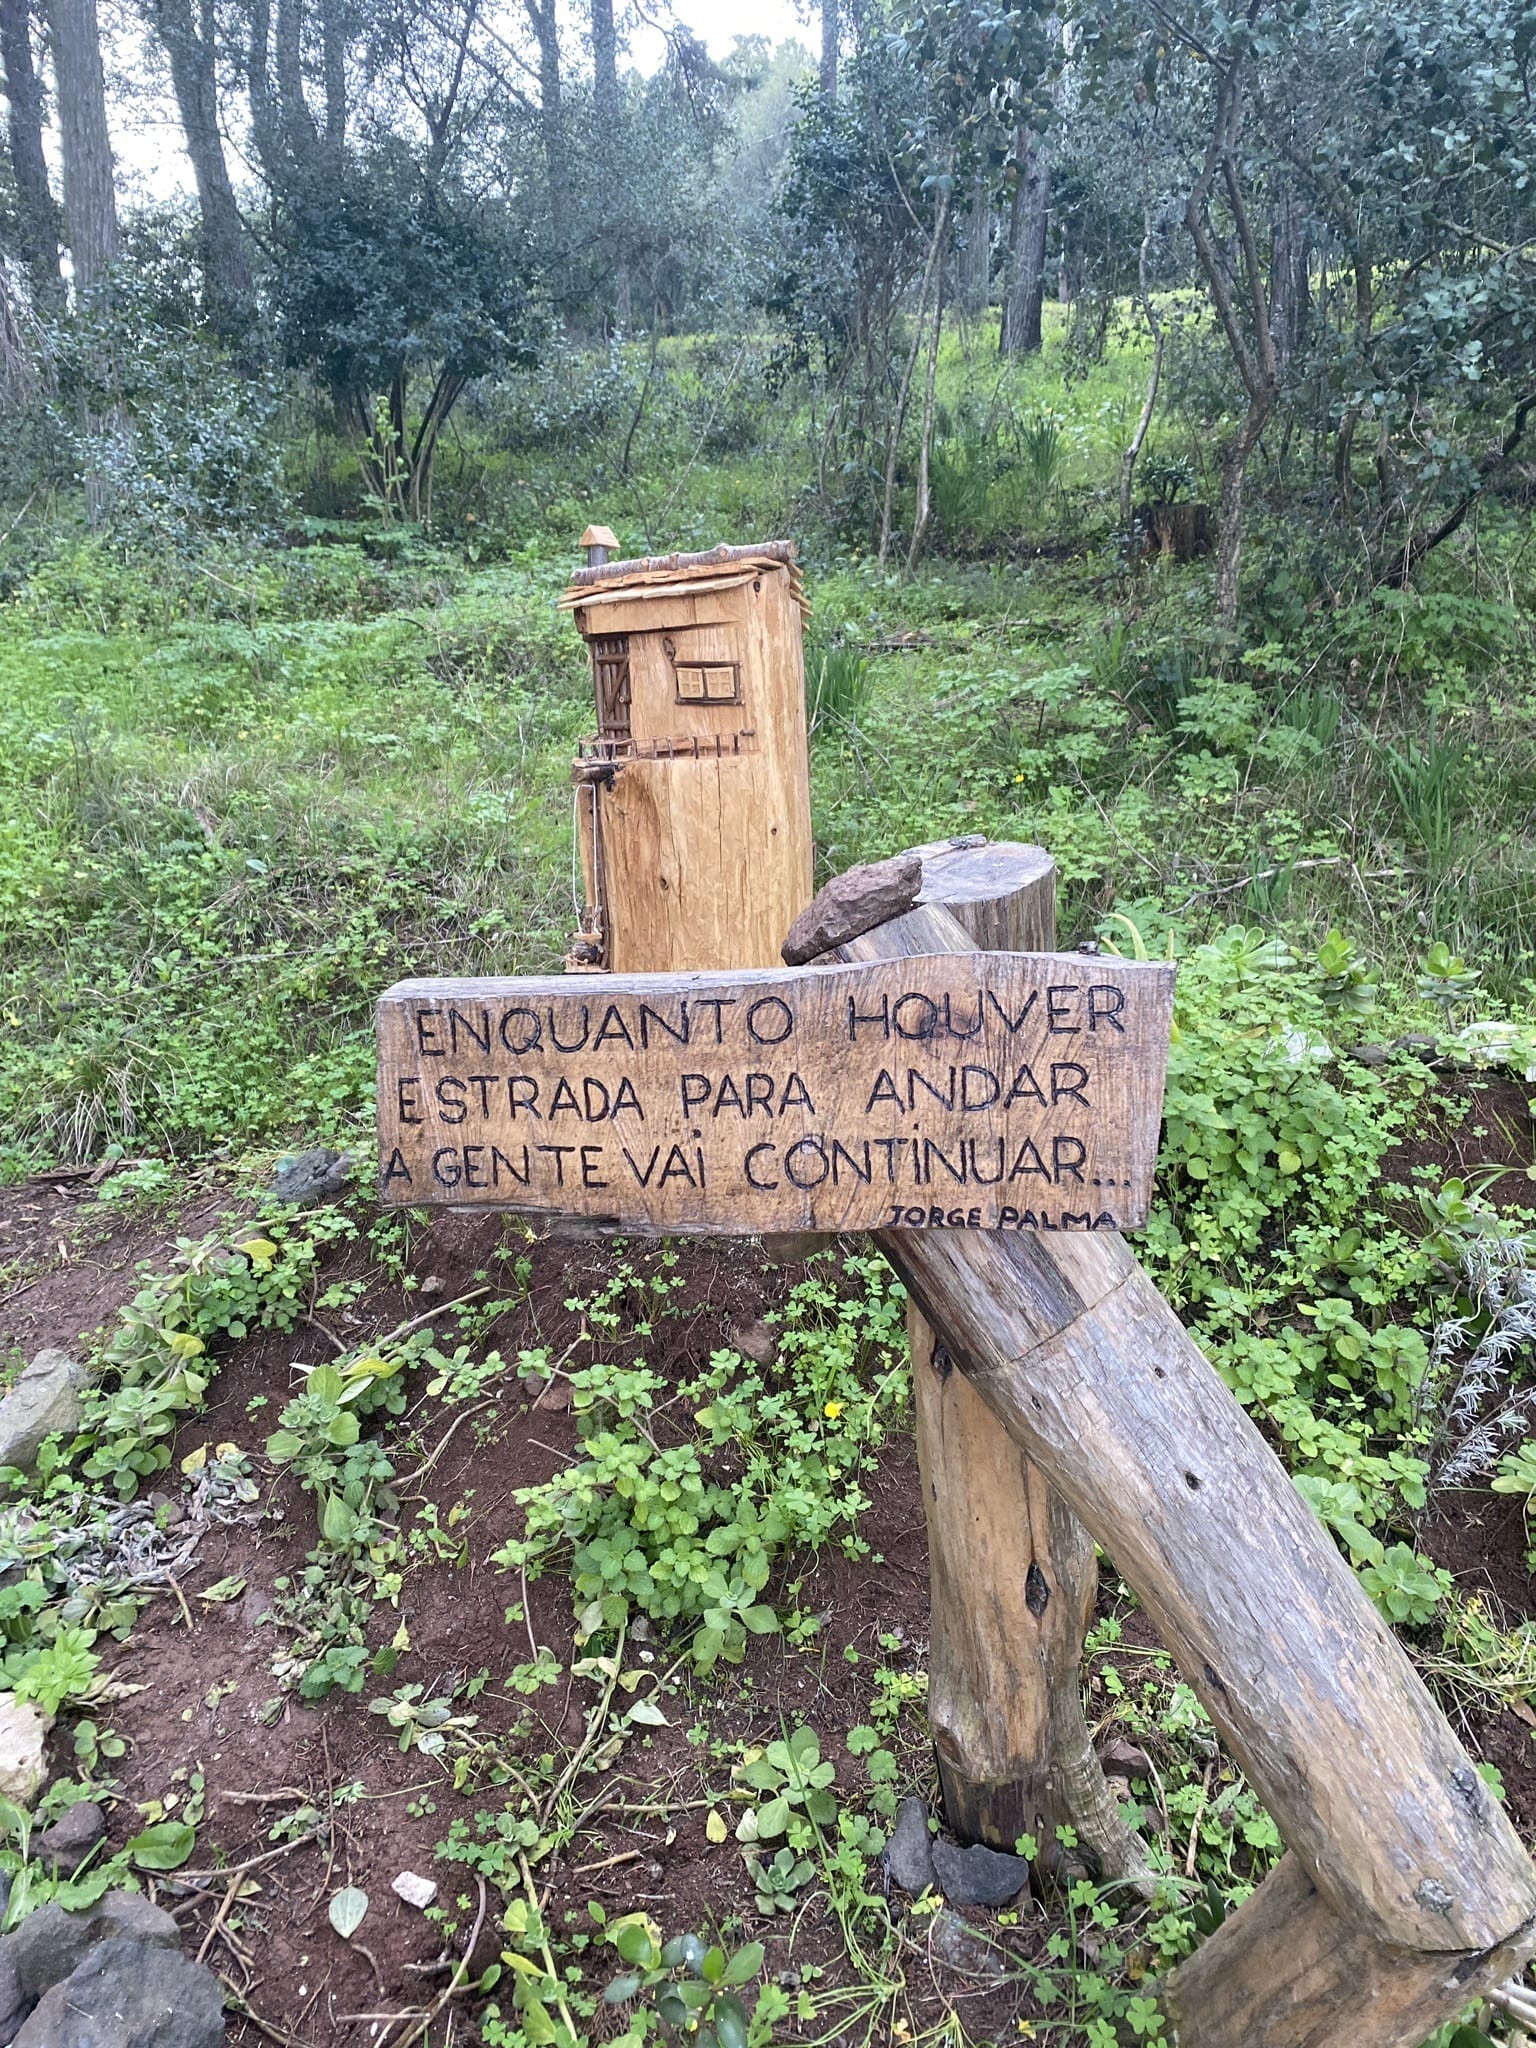 ENQUANTO HOUVER
ESTRADA PARA ANDAR
A GENTE VAI CONTINUAR...
JORGE PALMA